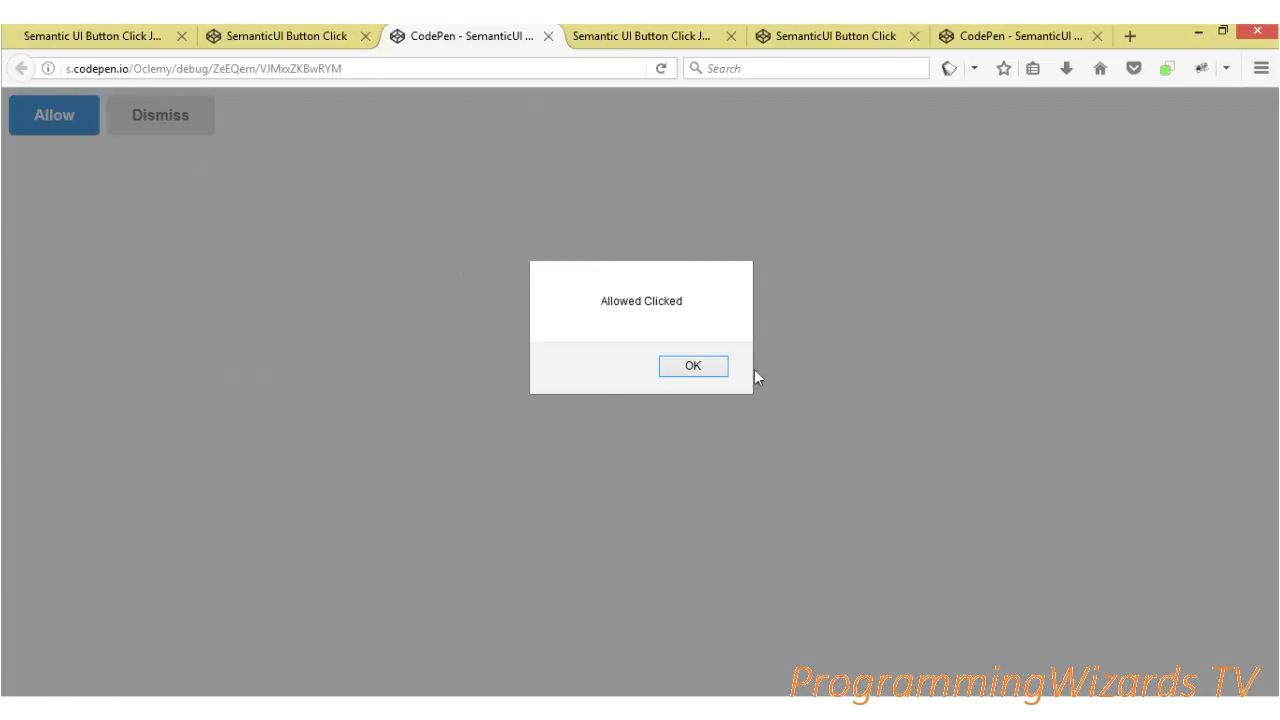 Semantic UI Button Click J...
SemanticUI Button Click
CodePen - SemanticUI ...
Semantic UI Button Click J...
SemanticUI Button Click
CodePen - SemanticUI ...
s.codepen.io/Oclemy/debug/ZeEQem/VJMxxZKBwRYM
Search
Allow
Dismiss
Allowed Clicked
OK
ProgrammingWizards TV